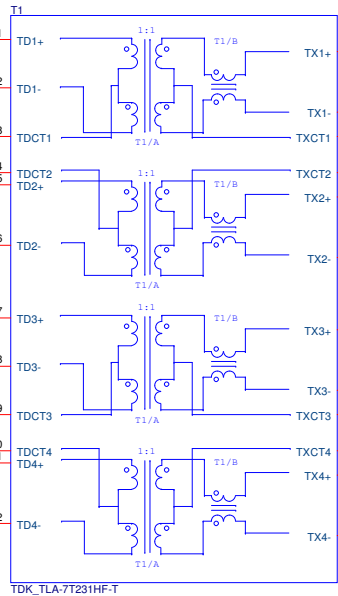 T1
TD1+
1:1
T1/B
TX1+
TD1-
TX1-
TDCT1
T1/A
TXCT1
TDCT2
1:1
TXCT2
TD2+
T1/B
TX2+
TD2-
TX2-
T1/A
1:1
TD3+
T1/B
TX3+
TD3-
TX3-
TDCT3
T1/A
TXCT3
TDCT4
1:1
TXCT4
TD4+
T1/B
TX4+
TD4-
TX4-
T1/A
TDK_TLA-7T231HF-T